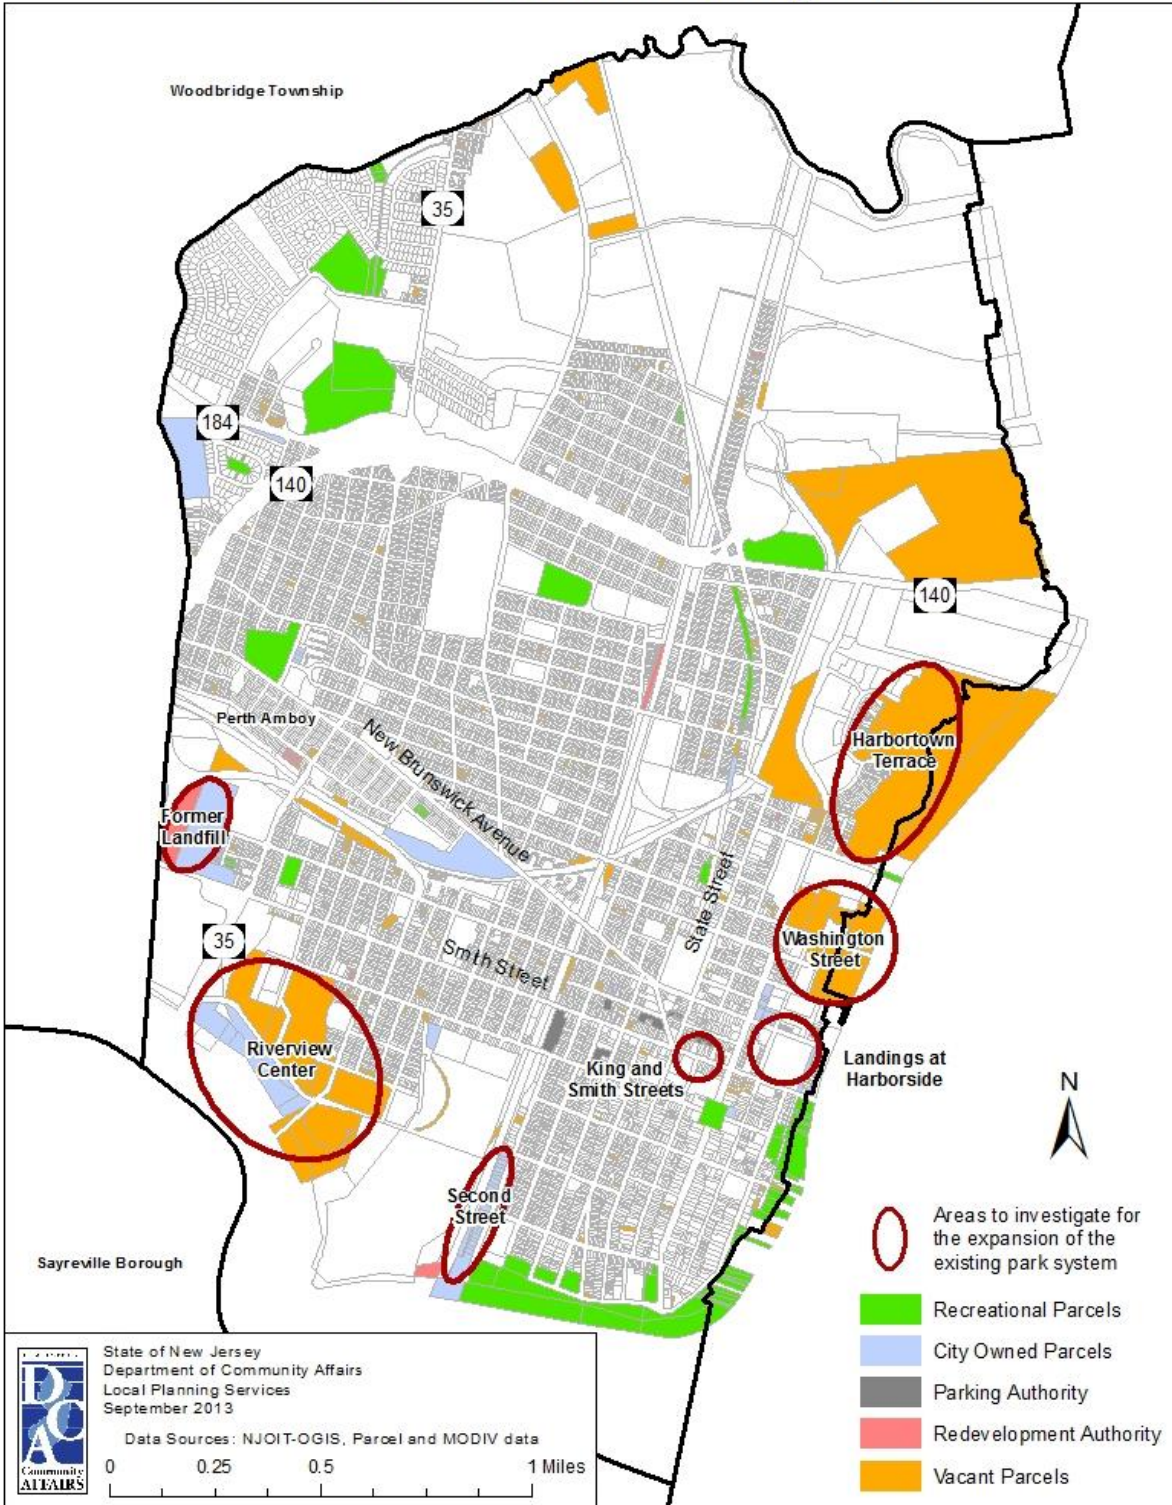 Woodbridge Township
35
184
140
140
Harbortown
Terrace
Perth Amboy
New Brunswick Avenue
Former
Landfill
State Street
35
Smith Street
Washington
Street
Riverview
Center
King and
Smith Streets
Landings at
Harborside
N
Second
Street
Sayreville Borough
Areas to investigate for
the expansion of the
existing park system
Recreational Parcels
City Owned Parcels
Parking Authority
Redevelopment Authority
Vacant Parcels
DCA
Community
AFFAIRS
State of New Jersey
Department of Community Affairs
Local Planning Services
September 2013
Data Sources: NJOIT-OGIS, Parcel and MODIV data
0 0.25 0.5 1 Miles